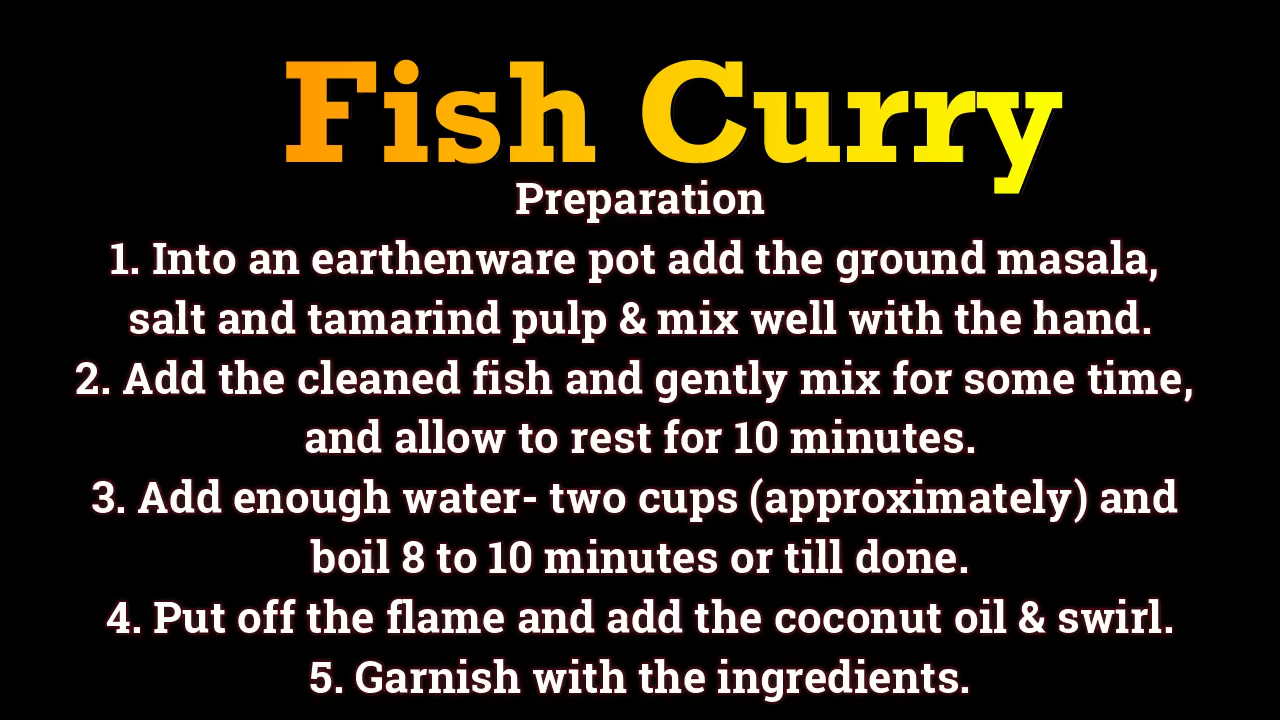 Fish Curry
Preparation
1. Into an earthenware pot add the ground masala,
salt and tamarind pulp & mix well with the hand.
2. Add the cleaned fish and gently mix for some time,
and allow to rest for 10 minutes.
3. Add enough water- two cups (approximately) and
boil 8 to 10 minutes or till done.
4. Put off the flame and add the coconut oil & swirl.
5. Garnish with the ingredients.